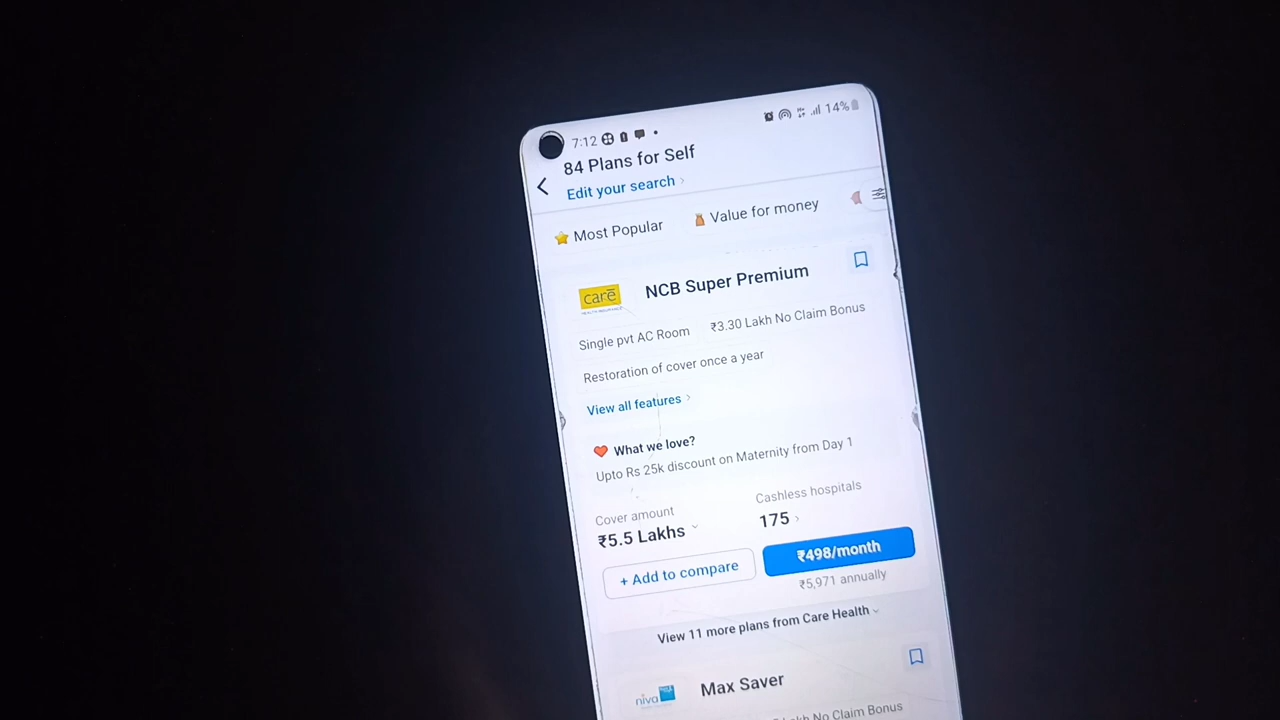 7:12
14%
84 Plans for Self
Edit your search
Most Popular
Value for money
carē
HEALTH INSURANCE
NCB Super Premium
Single pvt AC Room
₹3.30 Lakh No Claim Bonus
Restoration of cover once a year
View all features
What we love?
Upto Rs 25k discount on Maternity from Day 1
Cover amount
Cashless hospitals
₹5.5 Lakhs
175
+ Add to compare
₹498/month
₹5,971 annually
View 11 more plans from Care Health
niva
Max Saver
No Claim Bonus